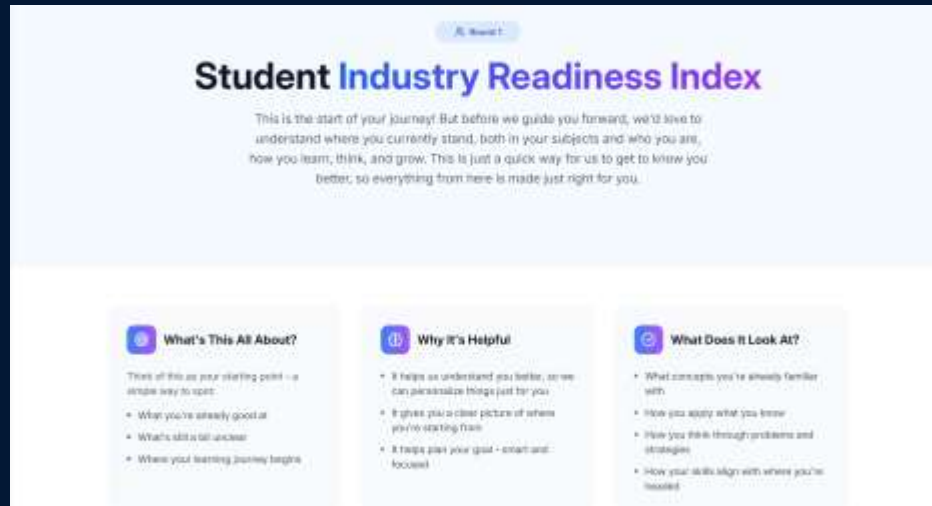 Round 1
Student Industry Readiness Index
This is the start of your journey! But before we guide you forward, we'd love to
understand where you currently stand, both in your subjects and who you are,
how you learn, think, and grow. This is just a quick way for us to get to know you
better, so everything from here is made just right for you.
What's This All About?
Think of this as your starting point - a
simple way to spot:
• What you're already good at
• What's still a bit unclear
• Where your learning journey begins
Why It's Helpful
• It helps us understand you better, so we
can personalize things just for you
• It gives you a clear picture of where
you're starting from
• It helps plan your goal - smart and
focused
What Does It Look At?
• What concepts you're already familiar
with
• How you apply what you know
• How you think through problems and
strategies
• How your skills align with where you're
headed